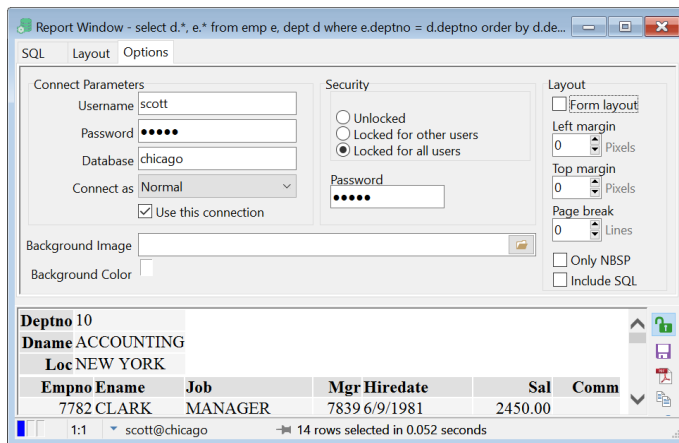 Report Window - select d.*, e.* from emp e, dept d where e.deptno = d.deptno order by d.de...
SQL Layout Options
Connect Parameters
Username scott
Password •••••
Database chicago
Connect as Normal
Use this connection
Background Image
Background Color
Security
Unlocked
Locked for other users
Locked for all users
Password
•••••
Layout
Form layout
Left margin
0 Pixels
Top margin
0 Pixels
Page break
0 Lines
Only NBSP
Include SQL
Deptno 10
Dname ACCOUNTING
Loc NEW YORK
Empno Ename Job Mgr Hiredate Sal Comm
7782 CLARK MANAGER 7839 6/9/1981 2450.00
1:1 scott@chicago 14 rows selected in 0.052 seconds